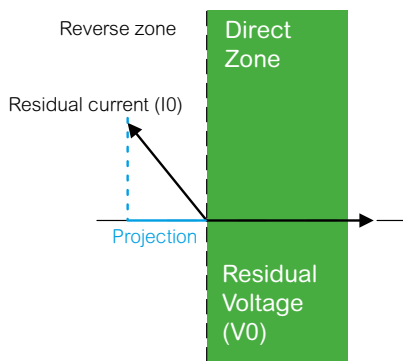 Reverse zone
Direct
Zone
Residual current (I0)
Projection
Residual
Voltage
(V0)